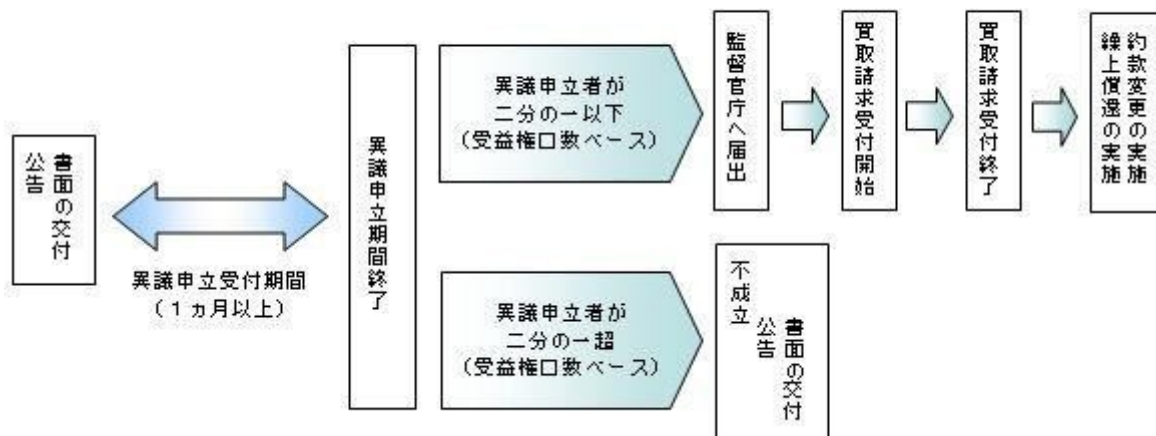 書面の交付
公告
異議申立受付期間
（１ヵ月以上）
異議申立期間終了
異議申立者が
二分の一以下
（受益権口数ベース）
監督官庁へ届出
買取請求受付開始
買取請求受付終了
約款変更の実施
繰上償還の実施
異議申立者が
二分の一超
（受益権口数ベース）
不成立
書面の交付
公告